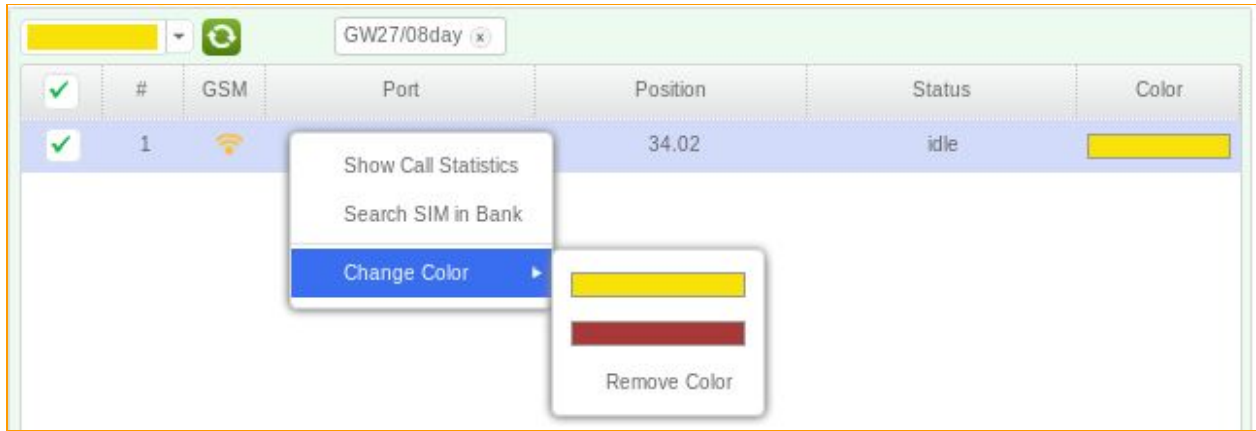 GW27/08day x
# GSM Port Position Status Color
1 34.02 idle
Show Call Statistics
Search SIM in Bank
Change Color
Remove Color